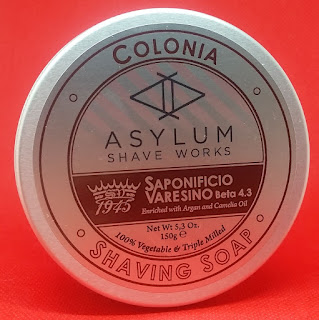 COLONIA
ASYLUM
SHAVE WORKS
1945
SAPONIFICIO
VARESINO Beta 4.3
Enriched with Argan and Camelia Oil
Net Wt 5,3 Oz.
150g ℮
100% Vegetable & Triple Milled
SHAVING SOAP